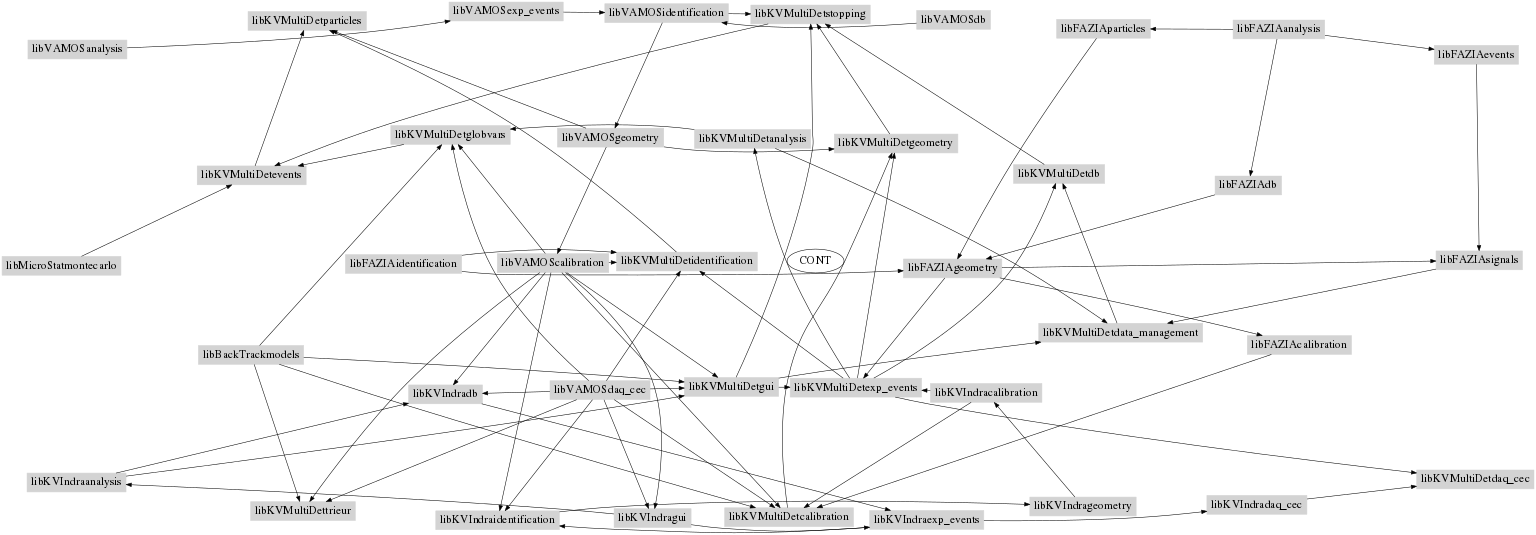 libKVMultiDetparticles
libVAMOSexp_events
libVAMOSidentification
libKVMultiDetstopping
libVAMOSdb
libFAZIAparticles
libFAZIAanalysis
libVAMOSanalysis
libFAZIAevents
libKVMultiDetglobvars
libVAMOSgeometry
libKVMultiDetanalysis
libKVMultiDetgeometry
libKVMultiDetevents
libKVMultiDetdb
libFAZIAdb
libMicroStatmontecarlo
libFAZIAidentification
libVAMOScalibration
libKVMultiDetidentification
CONT
libFAZIAgeometry
libFAZIAsignals
libKVMultiDetdata_management
libFAZIAcalibration
libBackTrackmodels
libKVIndradb
libVAMOSdaq_cec
libKVMultiDetgui
libKVMultiDetexp_events
libKVIndracalibration
libKVIndraanalysis
libKVMultiDetdaq_cec
libKVMultiDettrieur
libKVIndraidentification
libKVIndragui
libKVMultiDetcalibration
libKVIndraexp_events
libKVIndrageometry
libKVIndradaq_cec